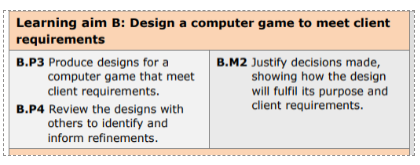 Learning aim B: Design a computer game to meet client
requirements
B.P3 Produce designs for a
computer game that meet
client requirements.
B.P4 Review the designs with
others to identify and
inform refinements.
B.M2 Justify decisions made,
showing how the design
will fulfil its purpose and
client requirements.